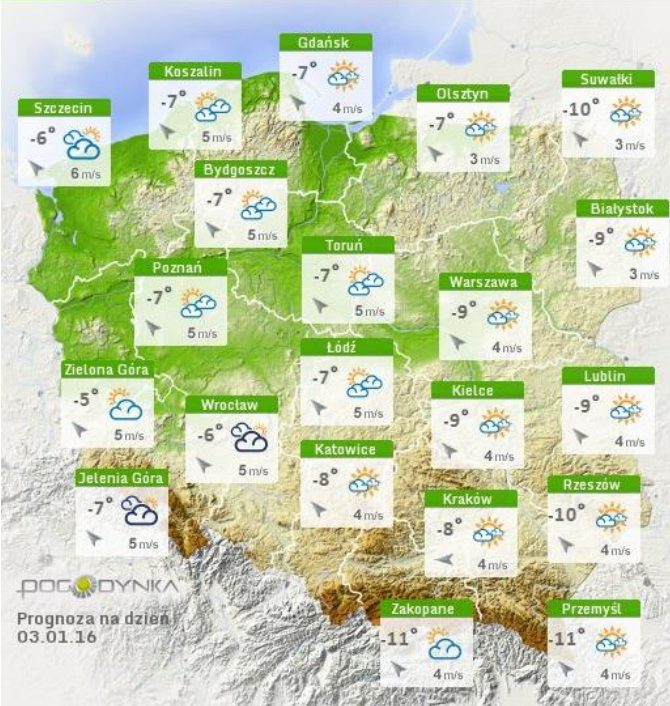 Gdańsk
-7°
4 m/s
Koszalin
-7°
5 m/s
Suwałki
-10°
3 m/s
Olsztyn
-7°
3 m/s
Szczecin
-6°
6 m/s
Bydgoszcz
-7°
5 m/s
Białystok
-9°
3 m/s
Toruń
-7°
5 m/s
Poznań
-7°
5 m/s
Warszawa
-9°
4 m/s
Łódź
-7°
5 m/s
Zielona Góra
-5°
5 m/s
Lublin
-9°
4 m/s
Kielce
-9°
4 m/s
Wrocław
-6°
5 m/s
Katowice
-8°
4 m/s
Jelenia Góra
-7°
5 m/s
Rzeszów
-10°
4 m/s
Kraków
-8°
4 m/s
POGODYNKA
Prognoza na dzień
03.01.16
Zakopane
-11°
4 m/s
Przemyśl
-11°
4 m/s